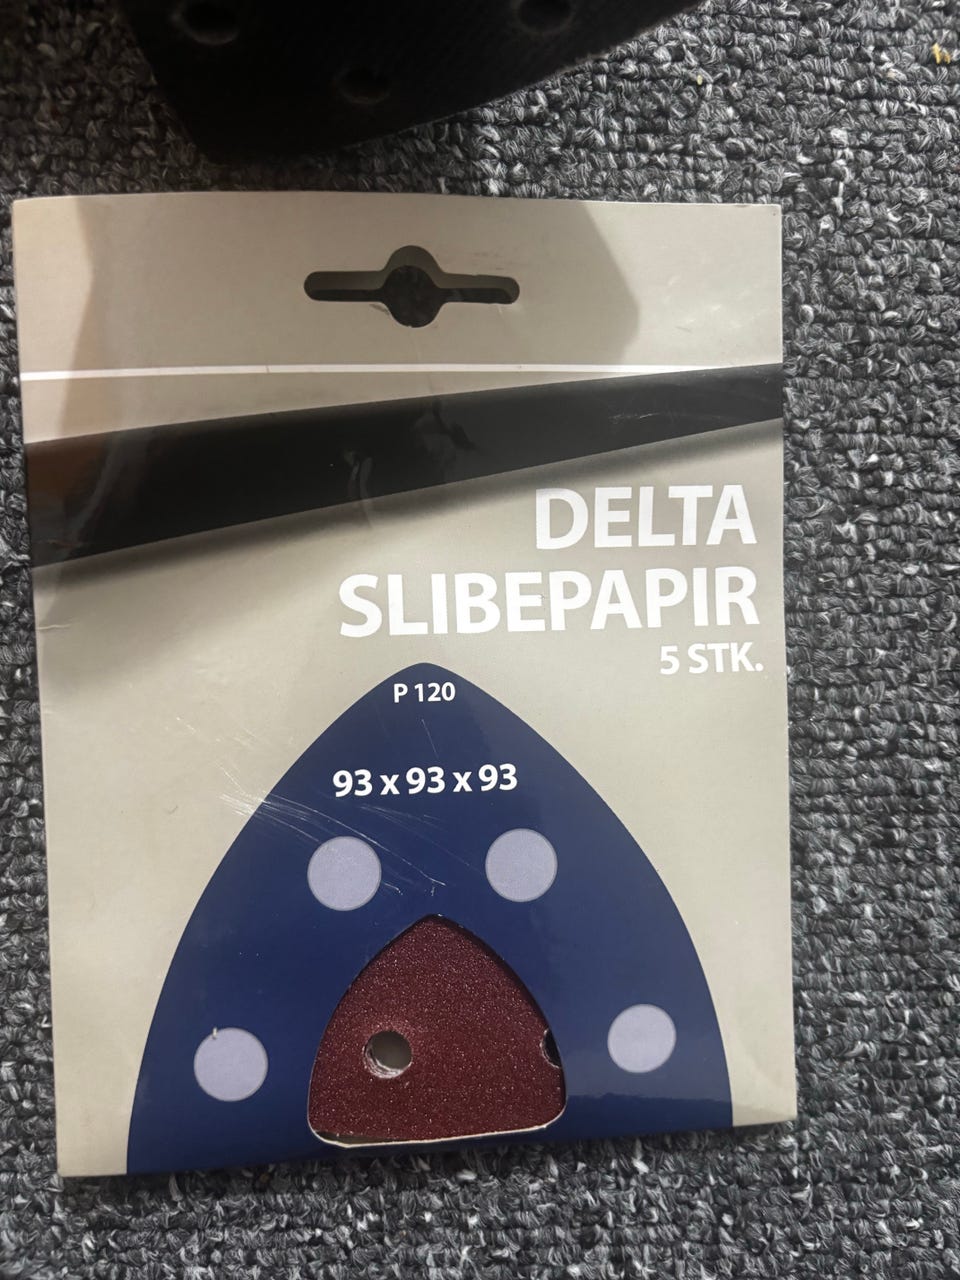 DELTA
SLIBEPAPIR
5 STK.
P 120
93 x 93 x 93